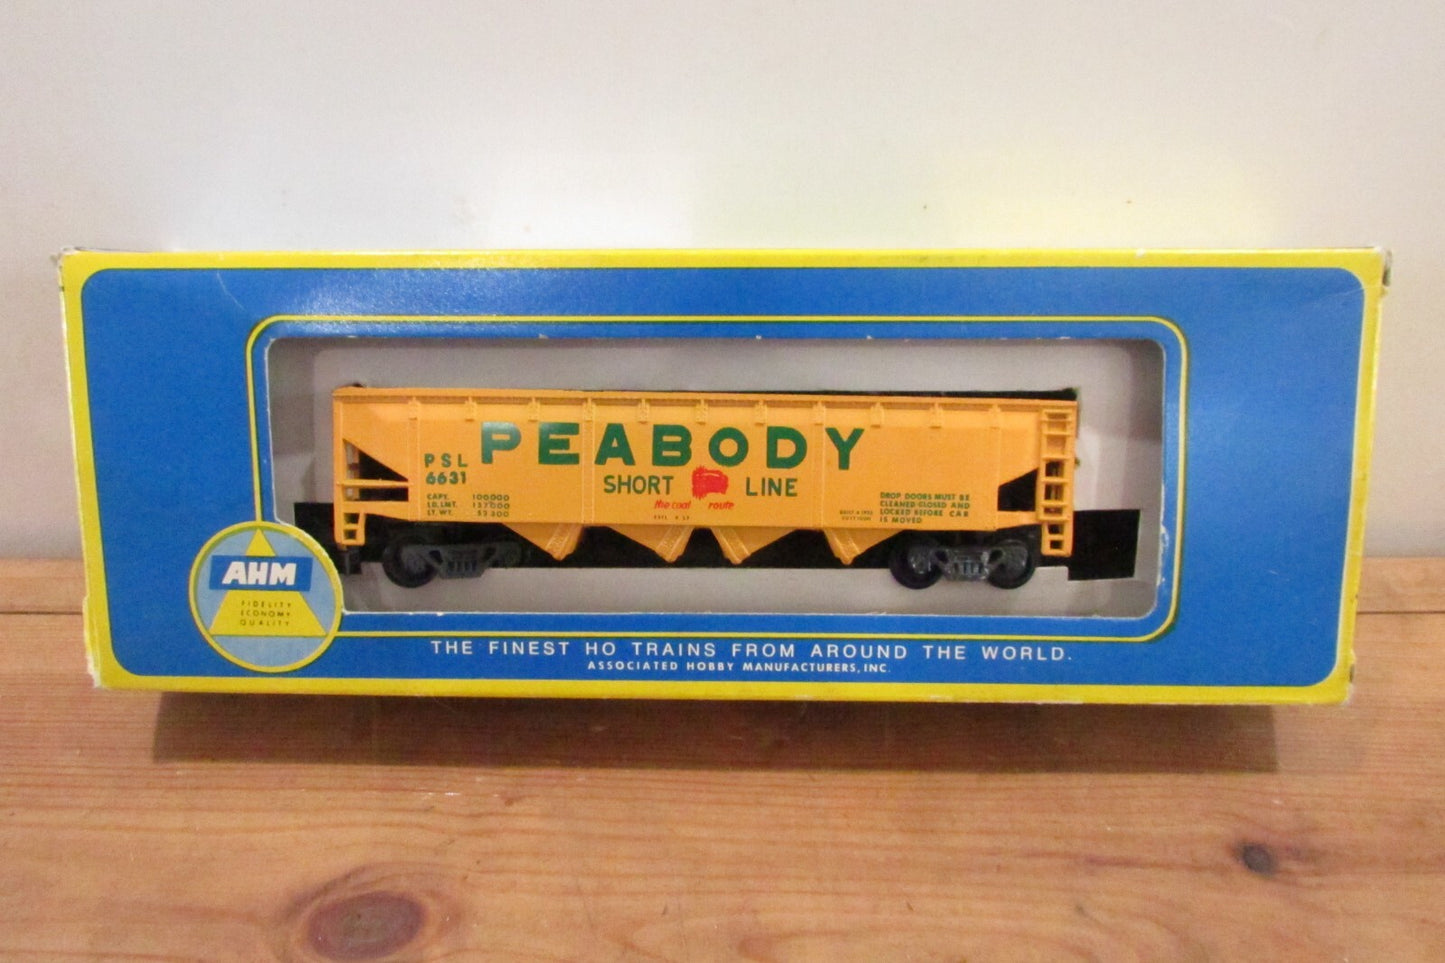 PEABODY
PSL
6631
SHORT LINE
the coal route
CAPY. 100000
LD. LMT. 137000
LT. WT. 52300
DROP DOORS MUST BE
CLEANED-CLOSED AND
LOCKED BEFORE CAR
IS MOVED
AHM
FIDELITY
ECONOMY
QUALITY
THE FINEST HO TRAINS FROM AROUND THE WORLD.
ASSOCIATED HOBBY MANUFACTURERS, INC.